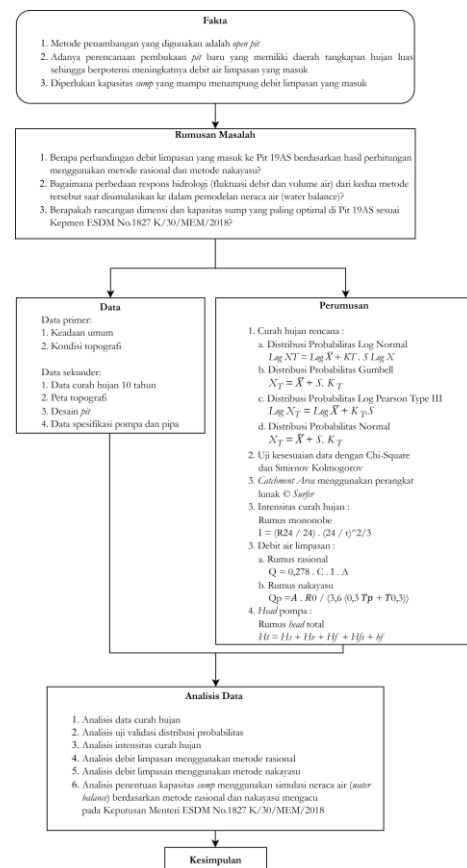 Fakta
1. Metode penambangan yang digunakan adalah open pit
2. Adanya perencanaan pembukaan pit baru yang memiliki daerah tangkapan hujan luas
sehingga berpotensi meningkatnya debit air limpasan yang masuk
3. Diperlukan kapasitas sump yang mampu menampung debit limpasan yang masuk
Rumusan Masalah
1. Berapa perbandingan debit limpasan yang masuk ke Pit 19AS berdasarkan hasil perhitungan
menggunakan metode rasional dan metode nakayasu?
2. Bagaimana perbedaan respons hidrologi (fluktuasi debit dan volume air) dari kedua metode
tersebut saat disimulasikan ke dalam pemodelan neraca air (water balance)?
3. Berapakah rancangan dimensi dan kapasitas sump yang paling optimal di Pit 19AS sesuai
Kepmen ESDM No.1827 K/30/MEM/2018?
Data
Data primer:
1. Keadaan umum
2. Kondisi topografi
Data sekunder:
1. Data curah hujan 10 tahun
2. Peta topografi
3. Desain pit
4. Data spesifikasi pompa dan pipa
Perumusan
1. Curah hujan rencana :
a. Distribusi Probabilitas Log Normal
Log XT = Log X̅ + KT . S Log X
b. Distribusi Probabilitas Gumbell
X_T = X̅ + S. K_T
c. Distribusi Probabilitas Log Pearson Type III
Log X_T = Log X̅ + K_T.S
d. Distribusi Probabilitas Normal
X_T = X̅ + S. K_T
2. Uji kesesuaian data dengan Chi-Square
dan Smirnov Kolmogorov
3. Catchment Area menggunakan perangkat
lunak © Surfer
3. Intensitas curah hujan :
Rumus mononobe
I = (R24 / 24) . (24 / t)^2/3
3. Debit air limpasan :
a. Rumus rasional
Q = 0,278 . C . I . A
b. Rumus nakayasu
Qp =A . R0 / (3,6 (0,3 Tp + T0,3))
4. Head pompa :
Rumus head total
Ht = Hs + Hv + Hf + Hfs + hf
Analisis Data
1. Analisis data curah hujan
2. Analisis uji validasi distribusi probabilitas
3. Analisis intensitas curah hujan
4. Analisis debit limpasan menggunakan metode rasional
5. Analisis debit limpasan menggunakan metode nakayasu
6. Analisis penentuan kapasitas sump menggunakan simulasi neraca air (water
balance) berdasarkan metode rasional dan nakayasu mengacu
pada Keputusan Menteri ESDM No.1827 K/30/MEM/2018
Kesimpulan